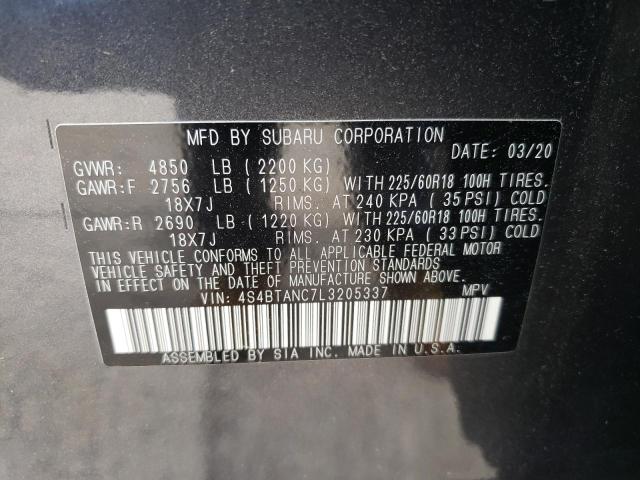 MFD BY SUBARU CORPORATION
DATE: 03/20
GVWR: 4850 LB (2200 KG)
GAWR:F 2756 LB (1250 KG) WITH 225/60R18 100H TIRES.
18X7J RIMS. AT 240 KPA (35 PSI) COLD
GAWR:R 2690 LB (1220 KG) WITH 225/60R18 100H TIRES.
18X7J RIMS. AT 230 KPA (33 PSI) COLD
THIS VEHICLE CONFORMS TO ALL APPLICABLE FEDERAL MOTOR
VEHICLE SAFETY AND THEFT PREVENTION STANDARDS
IN EFFECT ON THE DATE OF MANUFACTURE SHOWN ABOVE.
VIN: 4S4BTANC7L3205337 MPV
ASSEMBLED BY SIA INC. MADE IN U.S.A.